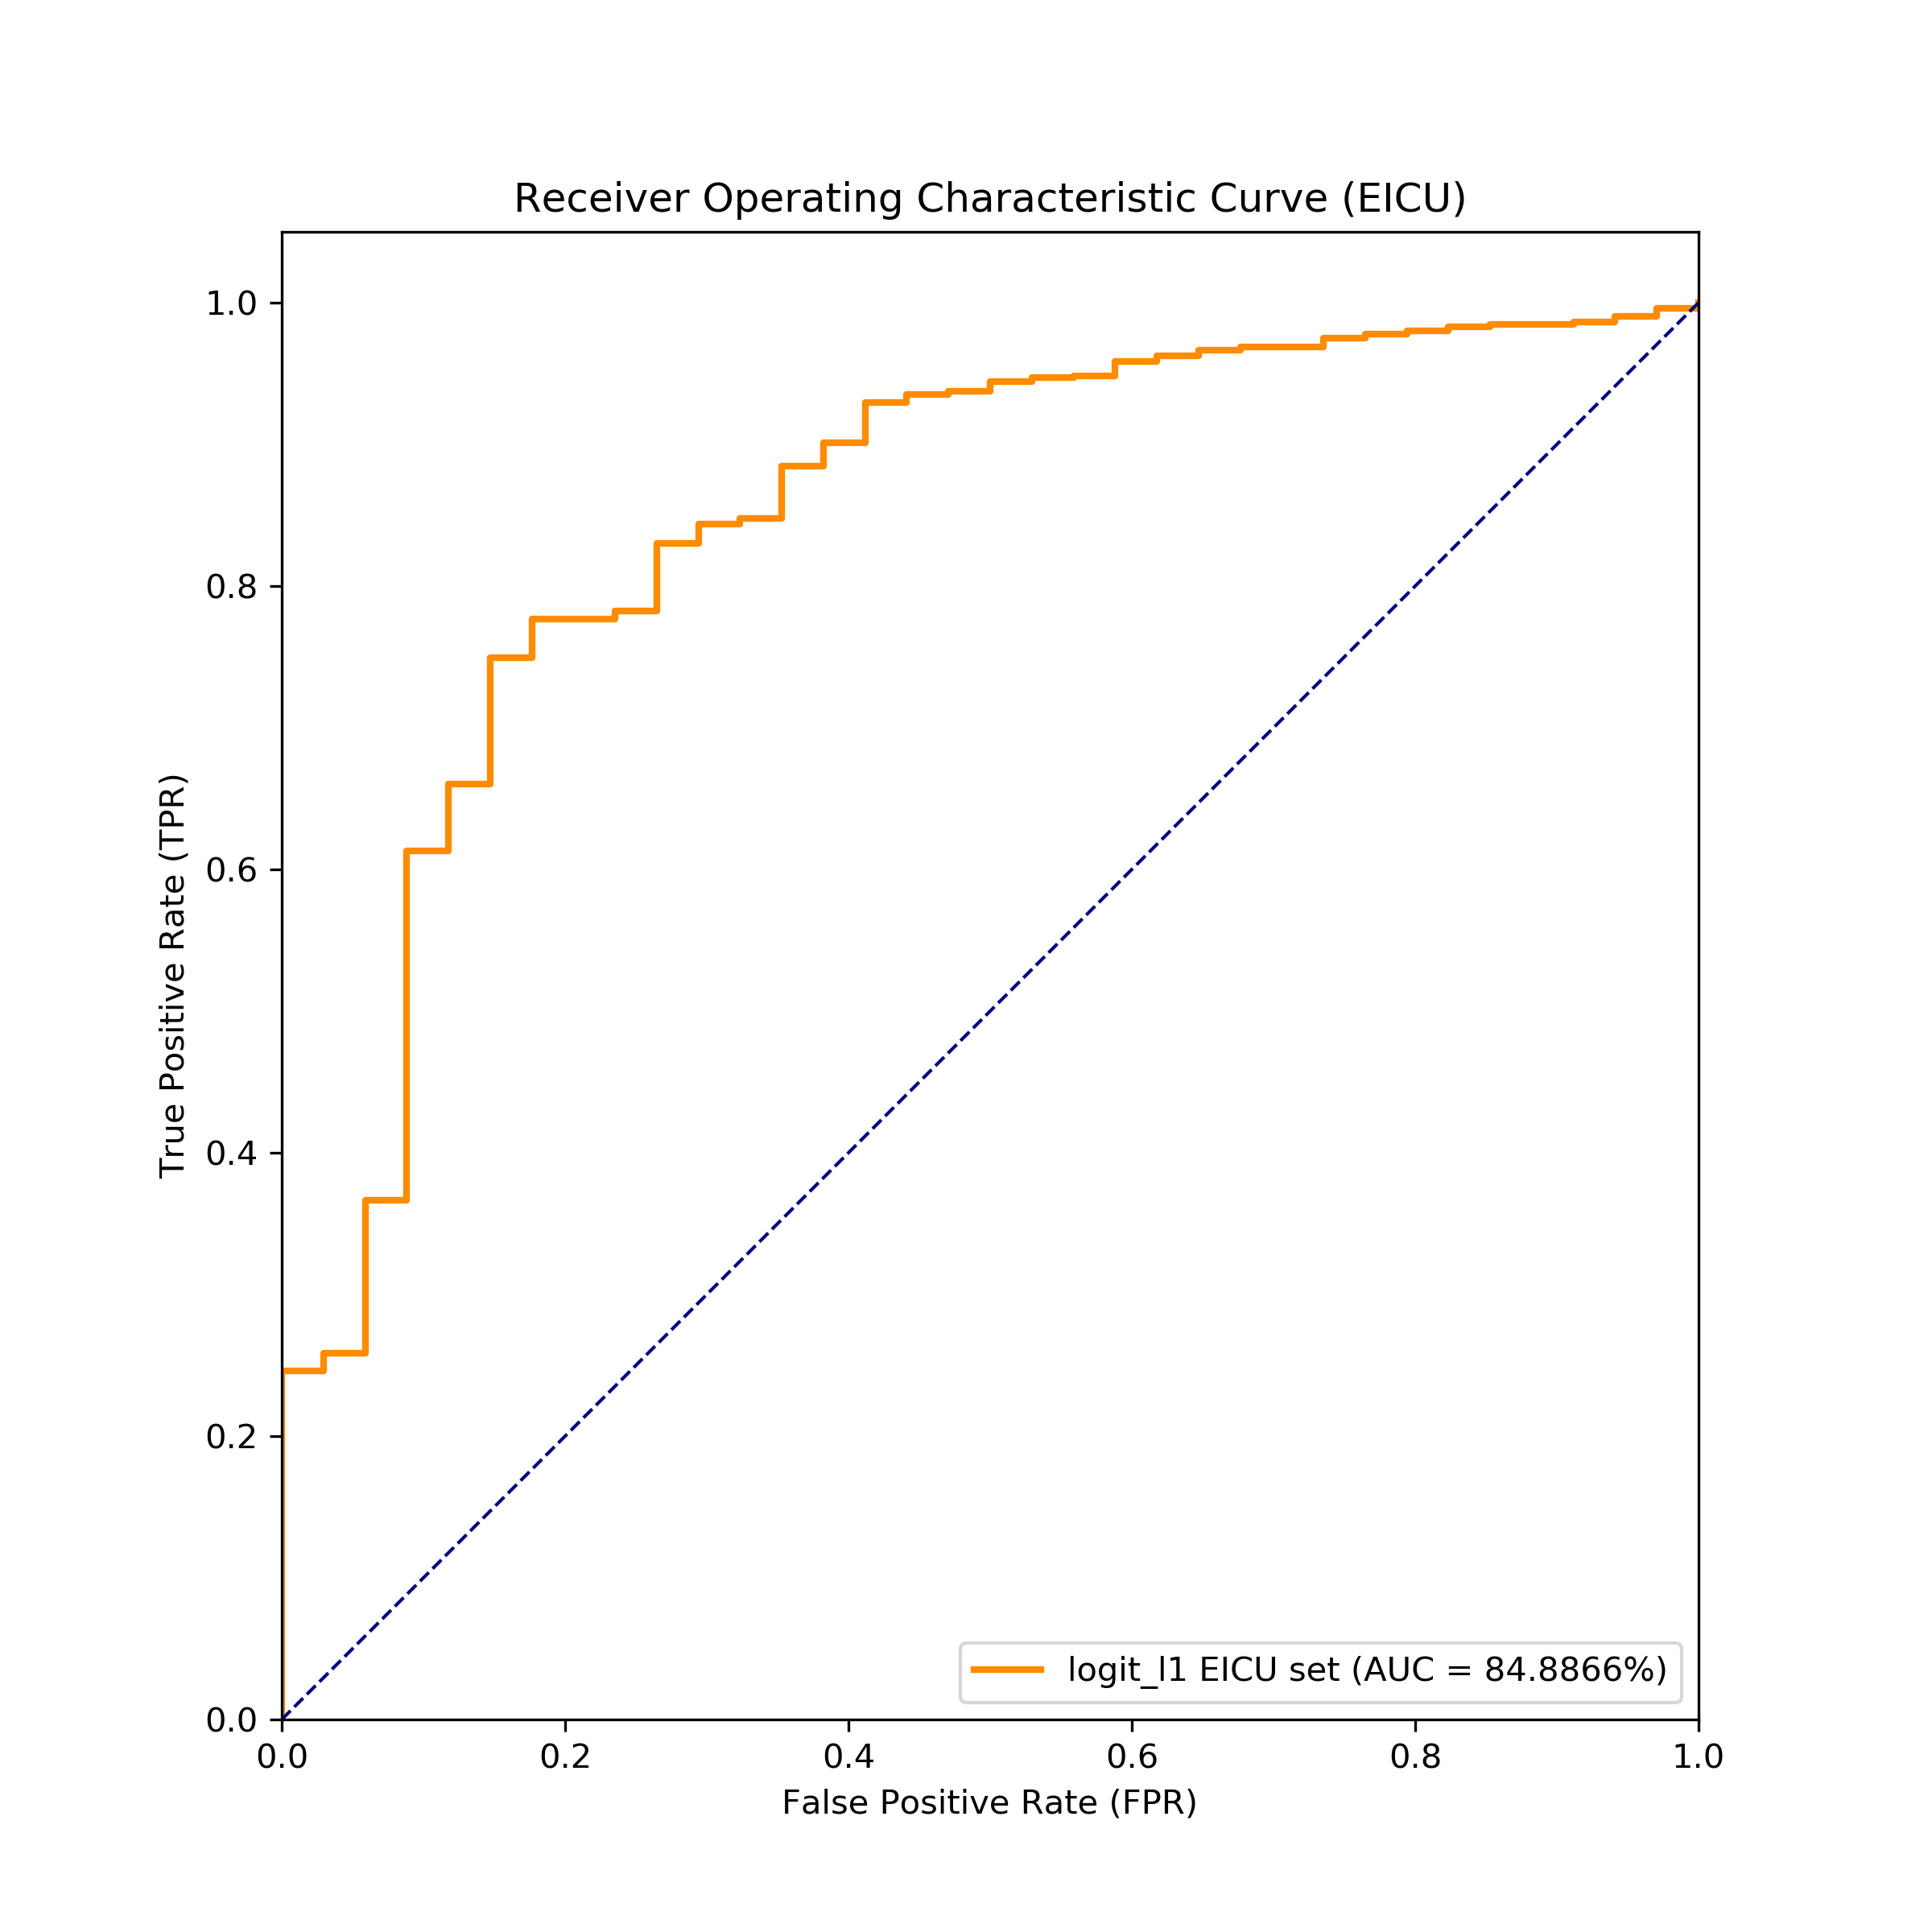 Receiver Operating Characteristic Curve (EICU)
1.0
0.8
0.6
0.4
0.2
0.0
True Positive Rate (TPR)
logit_l1 EICU set (AUC = 84.8866%)
0.0 0.2 0.4 0.6 0.8 1.0
False Positive Rate (FPR)